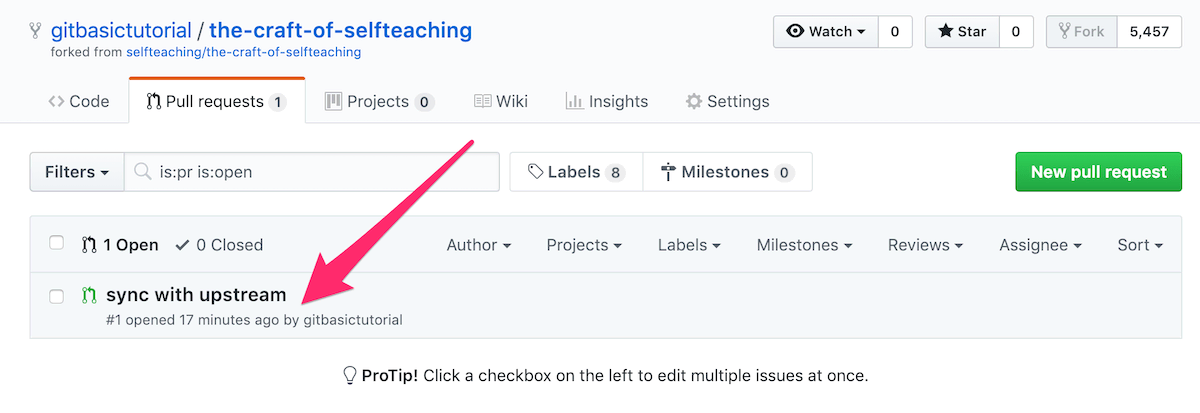 gitbasictutorial / the-craft-of-selfteaching Watch 0 Star 0 Fork 5,457
forked from selfteaching/the-craft-of-selfteaching
Code Pull requests 1 Projects 0 Wiki Insights Settings
Filters is:pr is:open Labels 8 Milestones 0 New pull request
1 Open 0 Closed Author Projects Labels Milestones Reviews Assignee Sort
sync with upstream
#1 opened 17 minutes ago by gitbasictutorial
ProTip! Click a checkbox on the left to edit multiple issues at once.